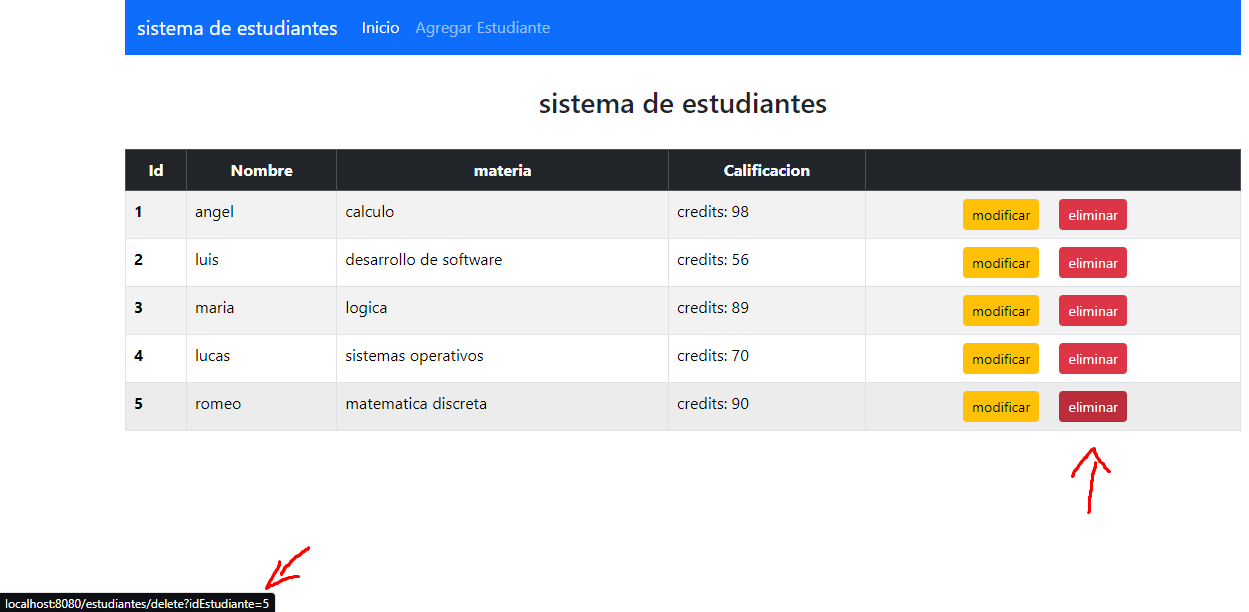 sistema de estudiantes Inicio Agregar Estudiante
sistema de estudiantes
Id Nombre materia Calificacion
1 angel calculo credits: 98 modificar eliminar
2 luis desarrollo de software credits: 56 modificar eliminar
3 maria logica credits: 89 modificar eliminar
4 lucas sistemas operativos credits: 70 modificar eliminar
5 romeo matematica discreta credits: 90 modificar eliminar
localhost:8080/estudiantes/delete?idEstudiante=5